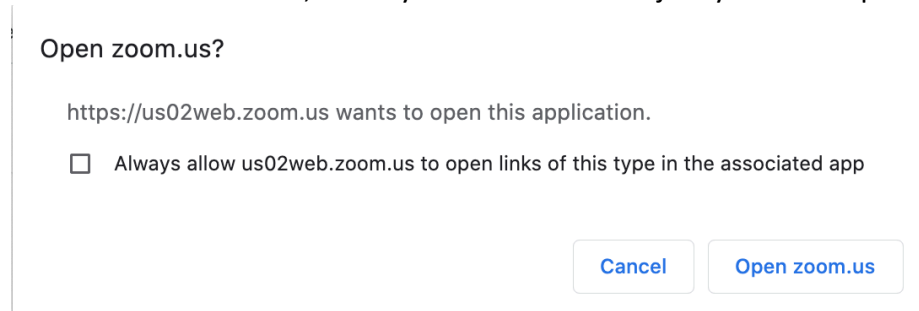 Open zoom.us?
https://us02web.zoom.us wants to open this application.
Always allow us02web.zoom.us to open links of this type in the associated app
Cancel
Open zoom.us